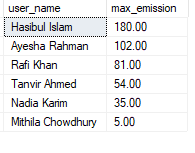 user_name max_emission
Hasibul Islam 180.00
Ayesha Rahman 102.00
Rafi Khan 81.00
Tanvir Ahmed 54.00
Nadia Karim 35.00
Mithila Chowdhury 5.00